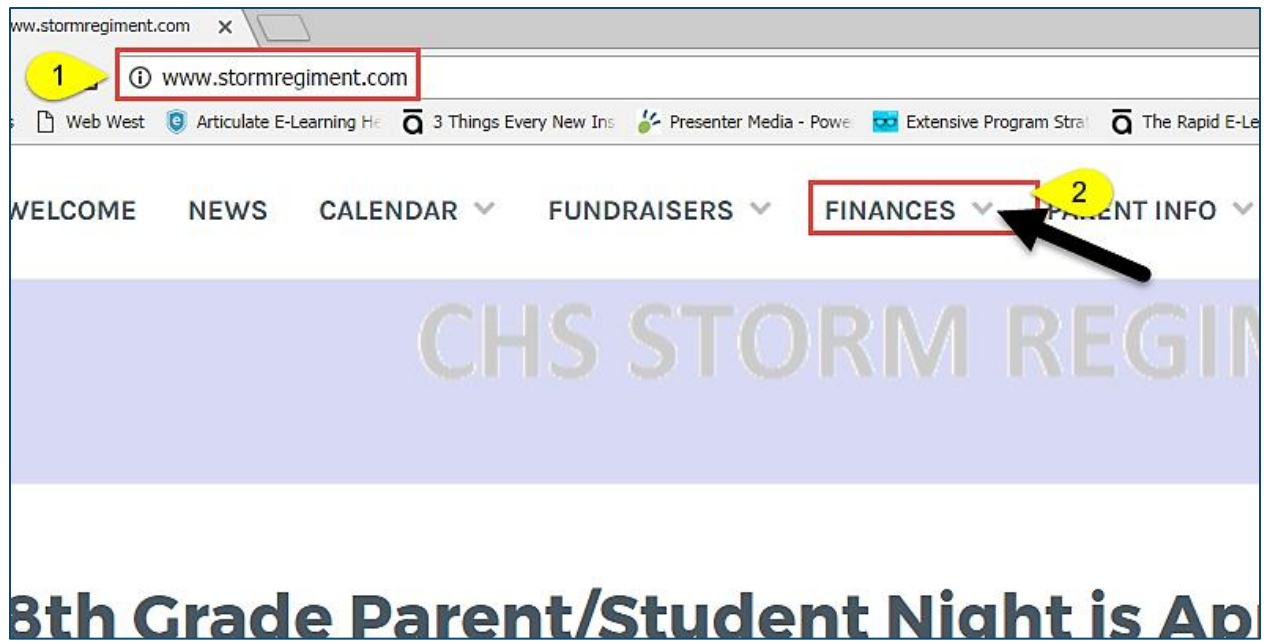 ww.stormregiment.com
1
www.stormregiment.com
Web West Articulate E-Learning He 3 Things Every New Ins Presenter Media - Powe Extensive Program Stra The Rapid E-Le
WELCOME NEWS CALENDAR FUNDRAISERS FINANCES 2 PARENT INFO
CHS STORM REGIM
8th Grade Parent/Student Night is Ap